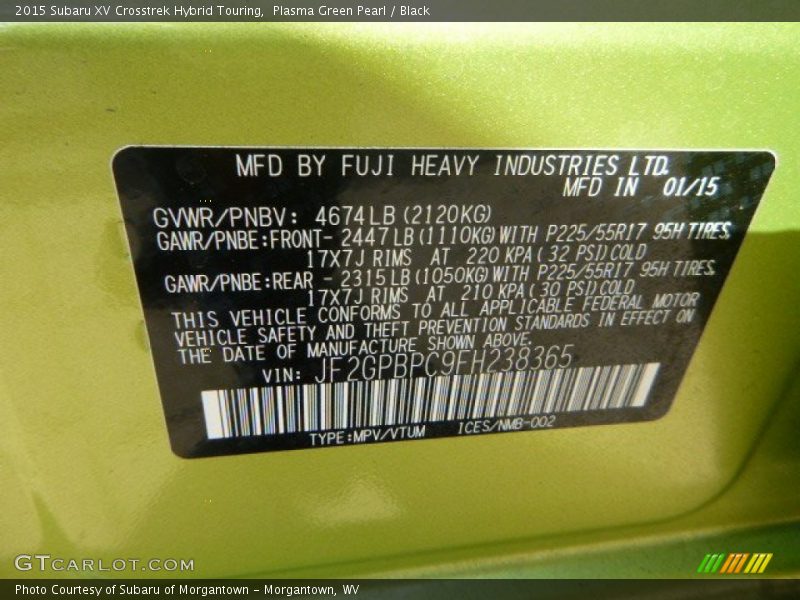 2015 Subaru XV Crosstrek Hybrid Touring,  Plasma Green Pearl / Black
MFD BY FUJI HEAVY INDUSTRIES LTD.
MFD IN 01/15
GVWR/PNBV: 4674LB(2120KG)
GAWR/PNBE:FRONT- 2447LB(1110KG)WITH P225/55R17 95H TIRES,
17X7J RIMS AT 220 KPA(32 PSI)COLD
GAWR/PNBE:REAR - 2315LB(1050KG)WITH P225/55R17 95H TIRES,
17X7J RIMS AT 210 KPA(30 PSI)COLD
THIS VEHICLE CONFORMS TO ALL APPLICABLE FEDERAL MOTOR
VEHICLE SAFETY AND THEFT PREVENTION STANDARDS IN EFFECT ON
THE DATE OF MANUFACTURE SHOWN ABOVE.
VIN: JF2GPBPC9FH238365
TYPE:MPV/VTUM ICES/NMB-002
GTCARLOT.COM
Photo Courtesy of Subaru of Morgantown - Morgantown, WV